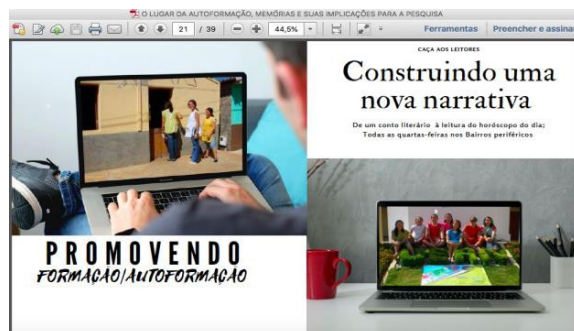 O LUGAR DA AUTOFORMAÇÃO, MEMÓRIAS E SUAS IMPLICAÇÕES PARA A PESQUISA
21 / 39 44,5% Ferramentas Preencher e assinar
CAÇA AOS LEITORES
Construindo uma
nova narrativa
De um conto literário à leitura do horóscopo do dia;
Todas as quartas-feiras nos Bairros periféricos
PROMOVENDO
FORMAÇÃO/AUTOFORMAÇÃO